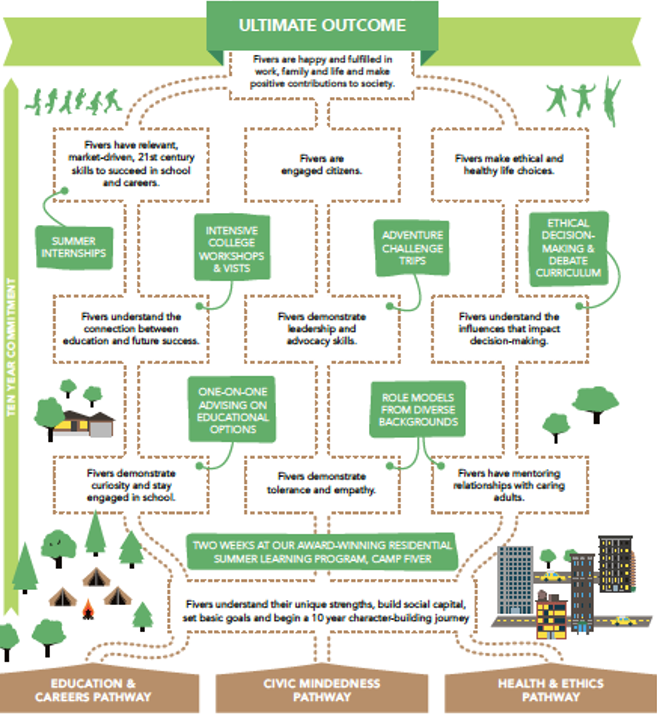 ULTIMATE OUTCOME
Fivers are happy and fulfilled in
work, family and life and make
positive contributions to society.
Fivers have relevant,
market-driven, 21st century
skills to succeed in school
and careers.
Fivers are
engaged citizens.
Fivers make ethical and
healthy life choices.
SUMMER
INTERNSHIPS
INTENSIVE
COLLEGE
WORKSHOPS
& VISTS
ADVENTURE
CHALLENGE
TRIPS
ETHICAL
DECISION-
MAKING &
DEBATE
CURRICULUM
TEN YEAR COMMITMENT
Fivers understand the
connection between
education and future success.
Fivers demonstrate
leadership and
advocacy skills.
Fivers understand the
influences that impact
decision-making.
ONE-ON-ONE
ADVISING ON
EDUCATIONAL
OPTIONS
ROLE MODELS
FROM DIVERSE
BACKGROUNDS
Fivers demonstrate
curiosity and stay
engaged in school.
Fivers demonstrate
tolerance and empathy.
Fivers have mentoring
relationships with caring
adults.
TWO WEEKS AT OUR AWARD-WINNING RESIDENTIAL
SUMMER LEARNING PROGRAM, CAMP FIVER
Fivers understand their unique strengths, build social capital,
set basic goals and begin a 10 year character-building journey
EDUCATION &
CAREERS PATHWAY
CIVIC MINDEDNESS
PATHWAY
HEALTH & ETHICS
PATHWAY